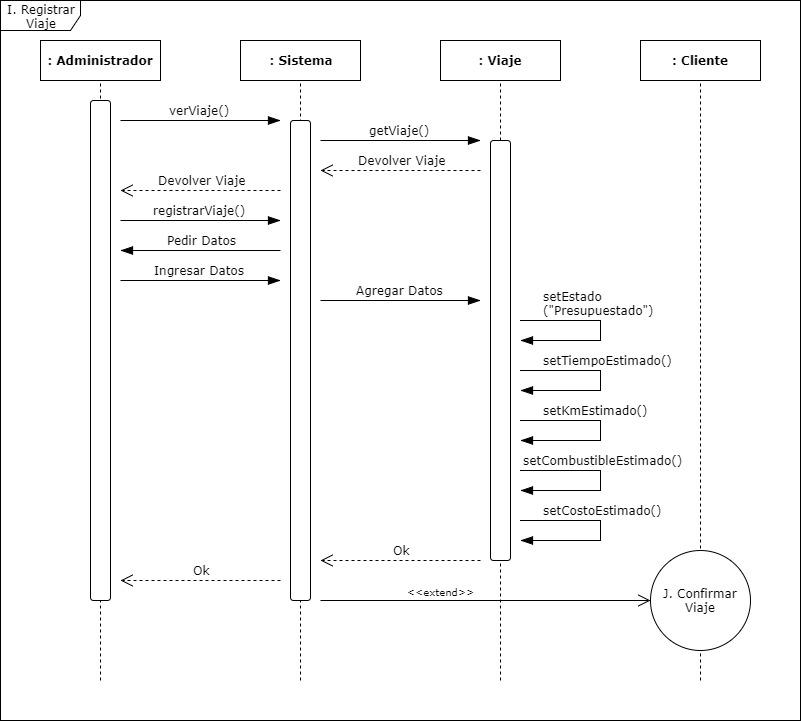 I. Registrar
Viaje
: Administrador
: Sistema
: Viaje
: Cliente
verViaje()
getViaje()
Devolver Viaje
Devolver Viaje
registrarViaje()
Pedir Datos
Ingresar Datos
Agregar Datos
setEstado
("Presupuestado")
setTiempoEstimado()
setKmEstimado()
setCombustibleEstimado()
setCostoEstimado()
Ok
Ok
<<extend>>
J. Confirmar
Viaje